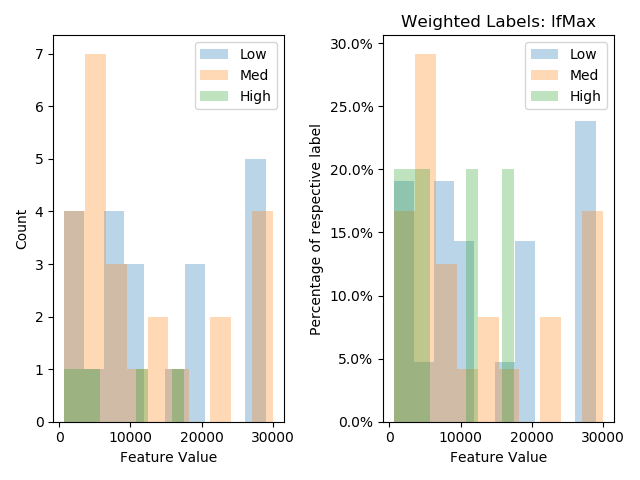 7
6
5
4
3
2
1
0
Count
0
10000
20000
30000
Feature Value
Low
Med
High
Weighted Labels: lfMax
30.0%
25.0%
20.0%
15.0%
10.0%
5.0%
0.0%
Percentage of respective label
0
10000
20000
30000
Feature Value
Low
Med
High